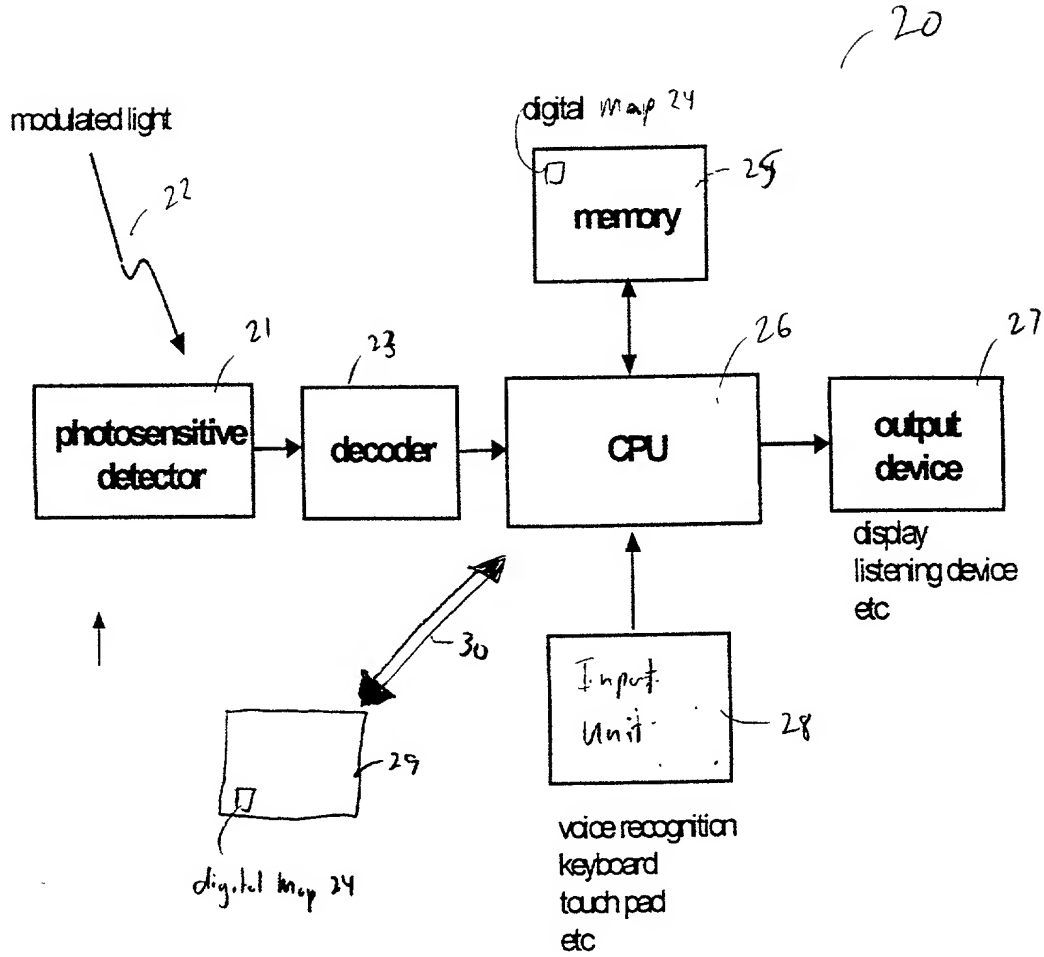 20
modulated light
22
digital map 24
25
memory
21
photosensitive
detector
23
decoder
26
CPU
27
output
device
display
listening device
etc
30
Input
Unit
28
29
digital map 24
voice recognition
keyboard
touch pad
etc